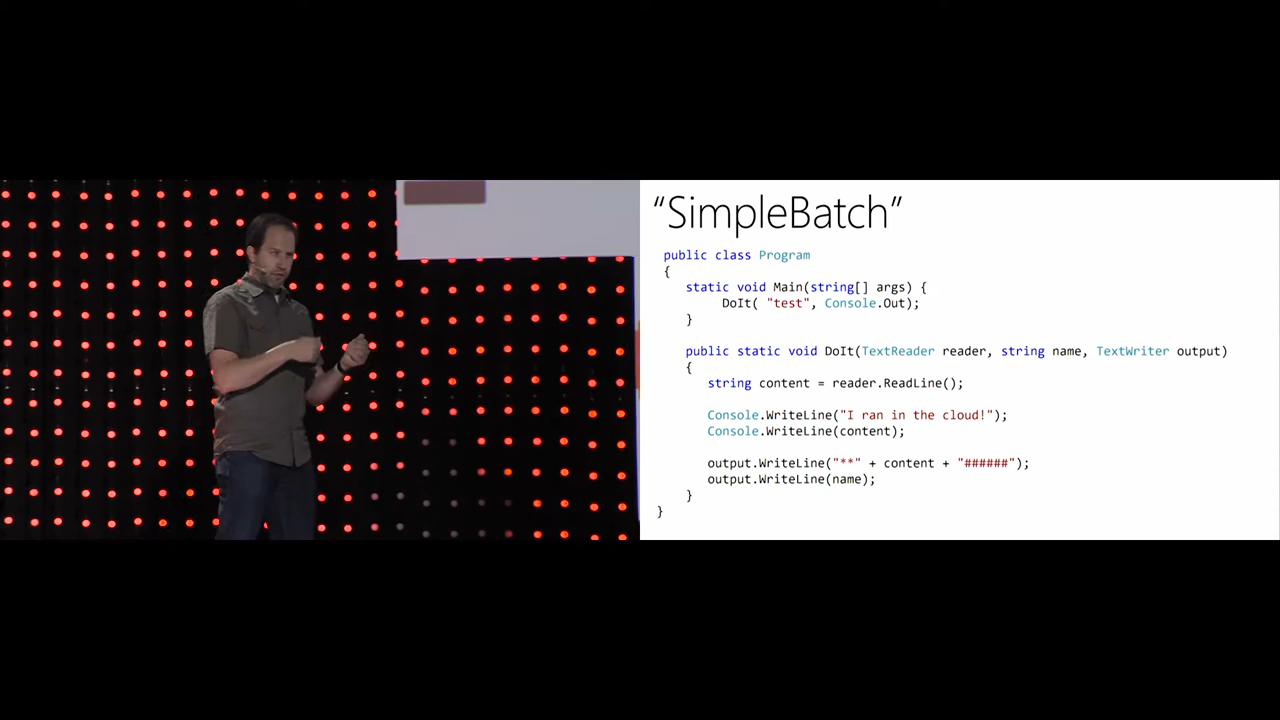 “SimpleBatch”
public class Program
{
static void Main(string[] args) {
DoIt( "test", Console.Out);
}
public static void DoIt(TextReader reader, string name, TextWriter output)
{
string content = reader.ReadLine();
Console.WriteLine("I ran in the cloud!");
Console.WriteLine(content);
output.WriteLine("**" + content + "######");
output.WriteLine(name);
}
}